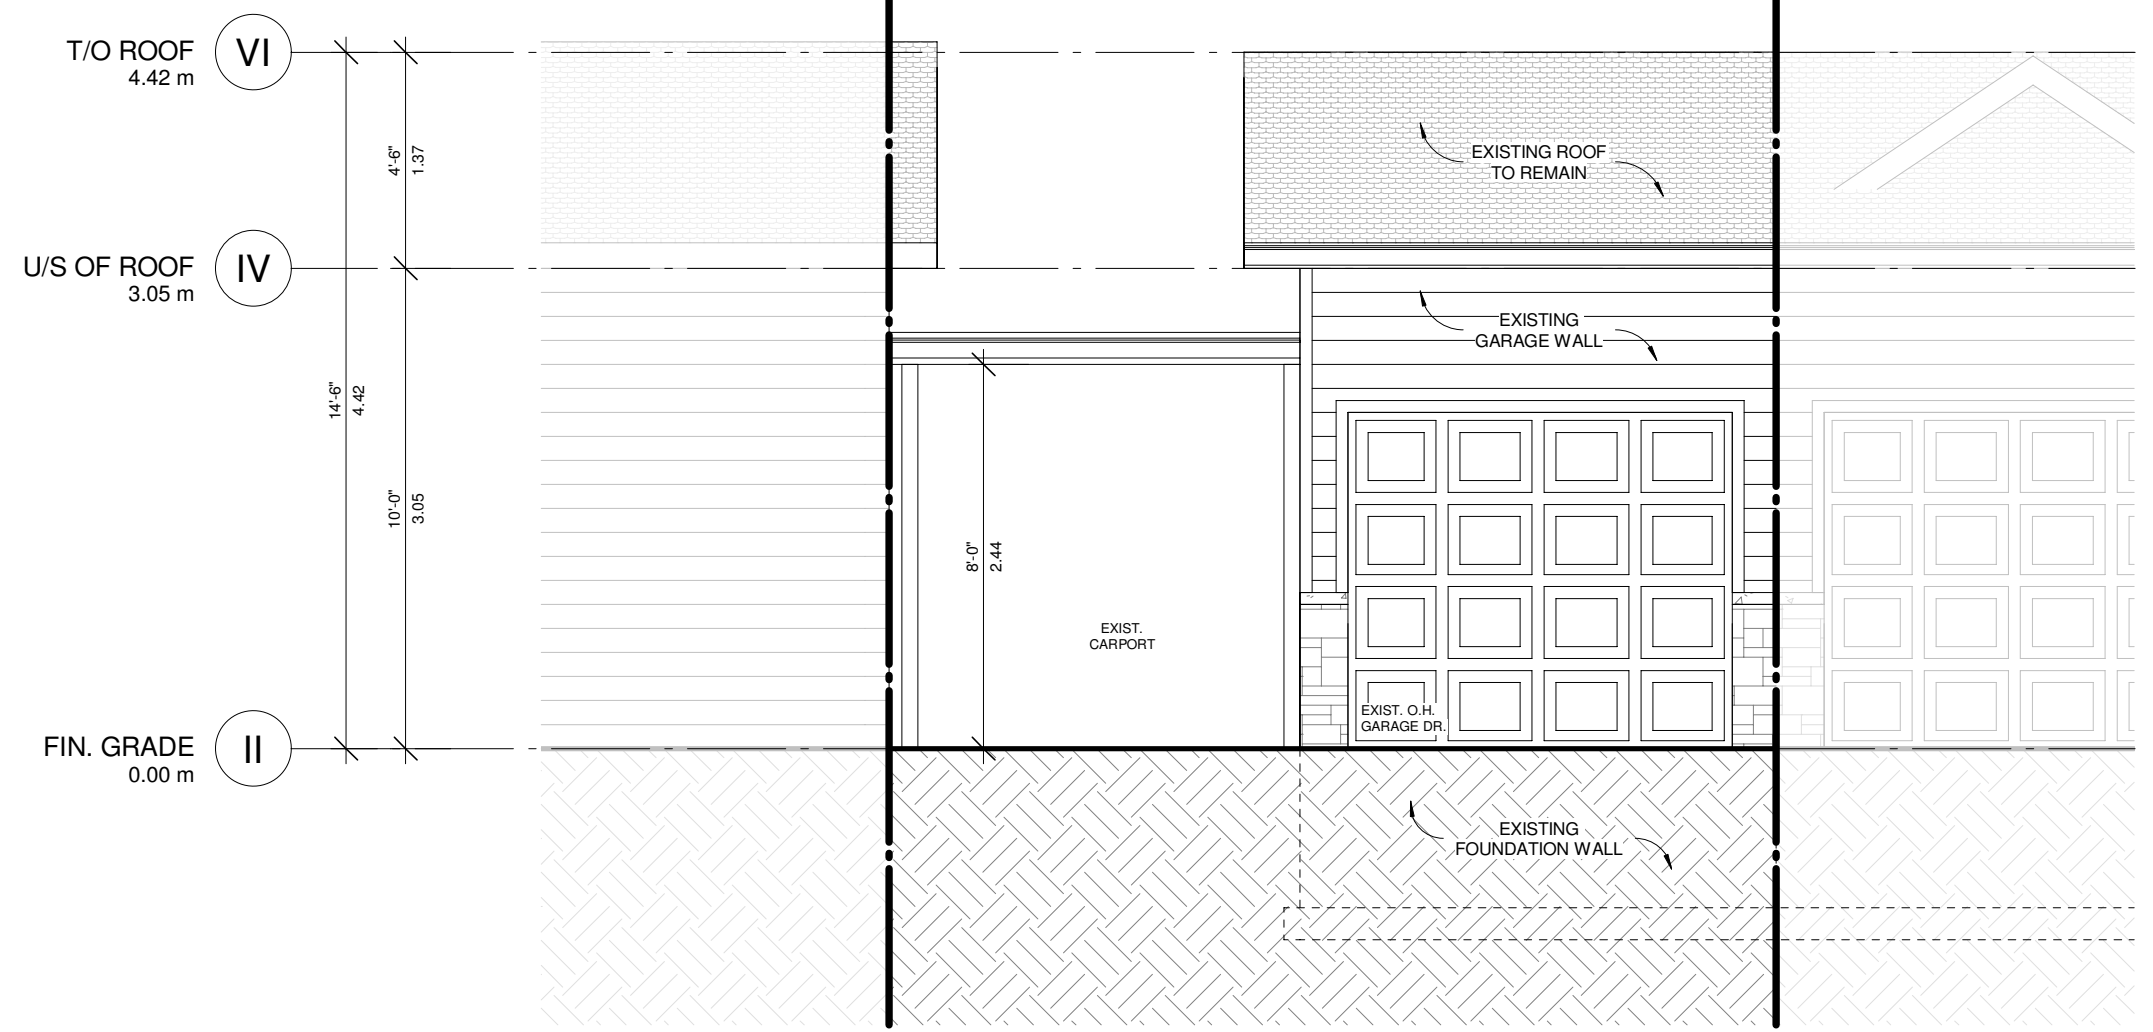 T/O ROOF
4.42 m
VI
4'-6"
1.37
EXISTING ROOF
TO REMAIN
U/S OF ROOF
3.05 m
IV
EXISTING
GARAGE WALL
14'-6"
4.42
10'-0"
3.05
8'-0"
2.44
EXIST.
CARPORT
EXIST. O.H.
GARAGE DR.
FIN. GRADE
0.00 m
II
EXISTING
FOUNDATION WALL